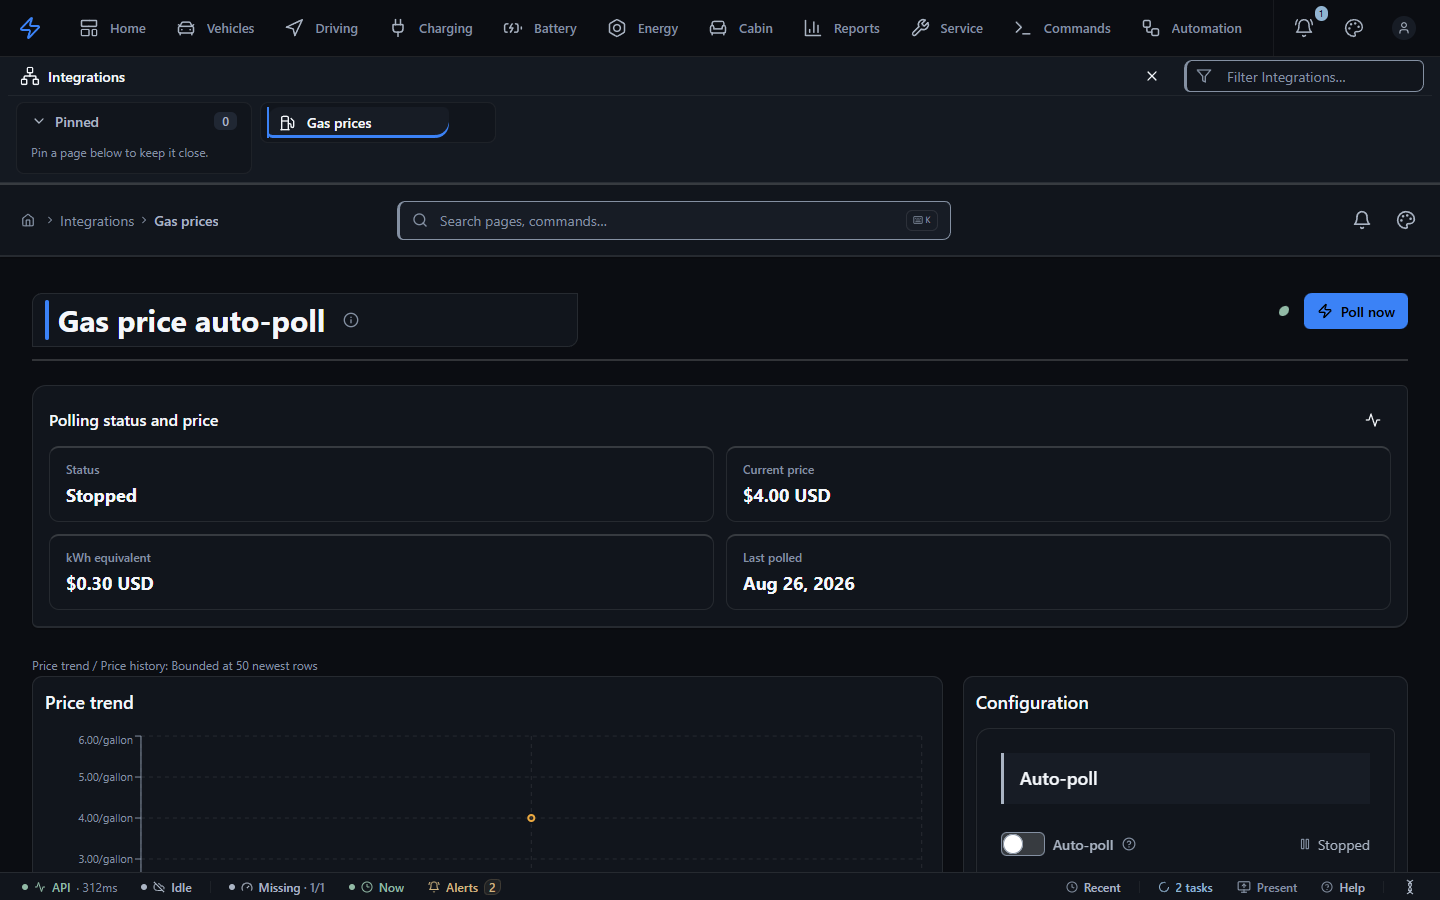 Home Vehicles Driving Charging Battery Energy Cabin Reports Service Commands Automation 1
Integrations
Filter Integrations...
Pinned 0
Gas prices
Pin a page below to keep it close.
Integrations Gas prices
Search pages, commands...
K
Gas price auto-poll
Poll now
Polling status and price
Status
Stopped
Current price
$4.00 USD
kWh equivalent
$0.30 USD
Last polled
Aug 26, 2026
Price trend / Price history: Bounded at 50 newest rows
Price trend
6.00/gallon
5.00/gallon
4.00/gallon
3.00/gallon
Configuration
Auto-poll
Auto-poll
Stopped
API · 312ms Idle Missing · 1/1 Now Alerts 2 Recent 2 tasks Present Help